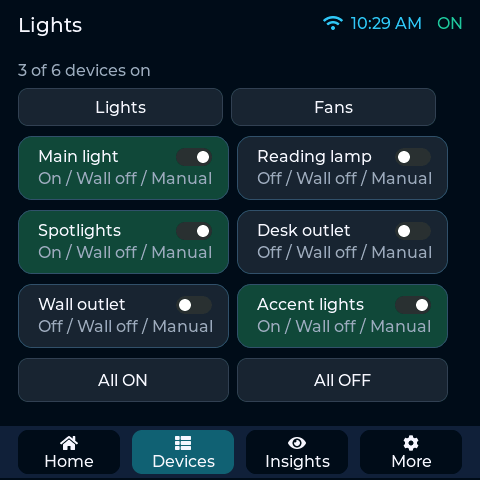 Lights
10:29 AM ON
3 of 6 devices on
Lights Fans
Main light Reading lamp
On / Wall off / Manual Off / Wall off / Manual
Spotlights Desk outlet
On / Wall off / Manual Off / Wall off / Manual
Wall outlet Accent lights
Off / Wall off / Manual On / Wall off / Manual
All ON All OFF
Home Devices Insights More